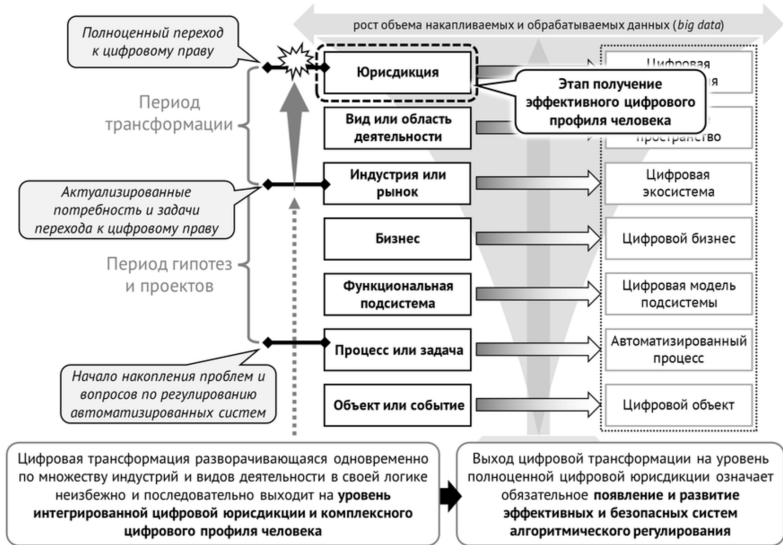 рост объема накапливаемых и обрабатываемых данных (big data)
Полноценный переход
к цифровому праву
Юрисдикция
Цифровая
Этап получение
эффективного цифрового
профиля человека
Период
трансформации
Вид или область
деятельности
пространство
Актуализированные
потребность и задачи
перехода к цифровому праву
Индустрия или
рынок
Цифровая
экосистема
Бизнес
Цифровой бизнес
Период гипотез
и проектов
Функциональная
подсистема
Цифровая модель
подсистемы
Процесс или задача
Автоматизированный
процесс
Начало накопления проблем и
вопросов по регулированию
автоматизированных систем
Объект или событие
Цифровой объект
Цифровая трансформация разворачивающаяся одновременно
по множеству индустрий и видов деятельности в своей логике
неизбежно и последовательно выходит на уровень
интегрированной цифровой юрисдикции и комплексного
цифрового профиля человека
Выход цифровой трансформации на уровень
полноценной цифровой юрисдикции означает
обязательное появление и развитие
эффективных и безопасных систем
алгоритмического регулирования